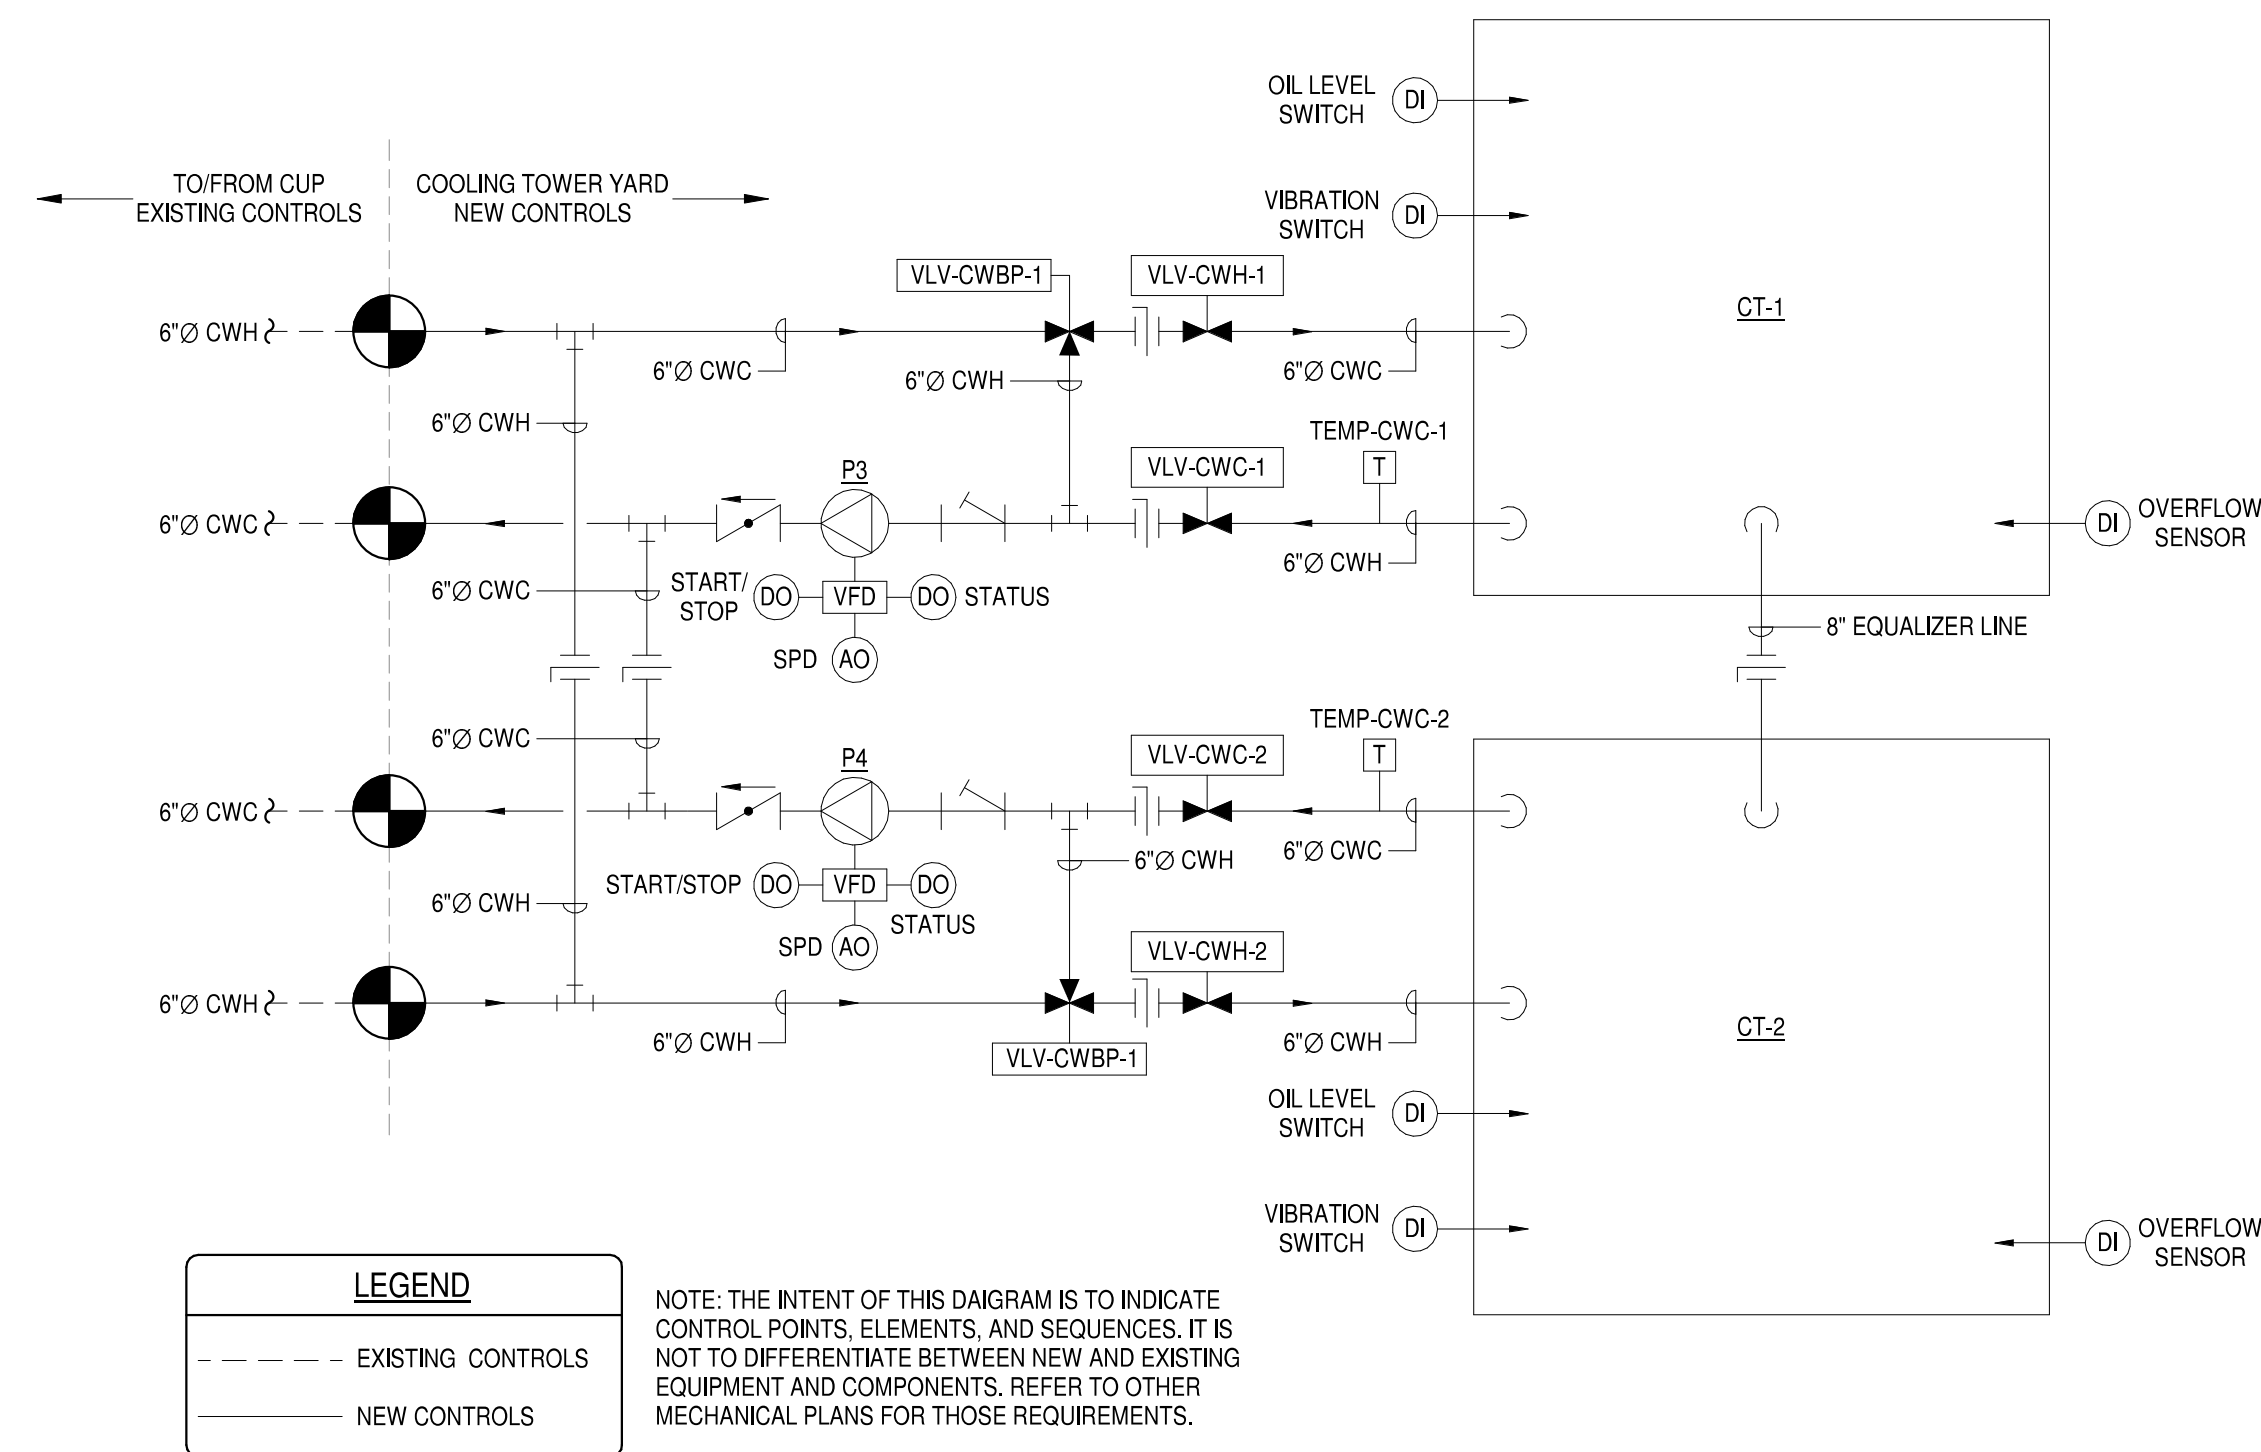 OIL LEVEL
SWITCH
DI
VIBRATION
SWITCH
DI
TO/FROM CUP
EXISTING CONTROLS
COOLING TOWER YARD
NEW CONTROLS
VLV-CWBP-1
VLV-CWH-1
CT-1
6"Ø CWH
6"Ø CWC
6"Ø CWH
6"Ø CWC
6"Ø CWH
TEMP-CWC-1
T
P3
VLV-CWC-1
6"Ø CWC
DI
OVERFLOW
SENSOR
6"Ø CWH
6"Ø CWC
START/
STOP
DO
VFD
DO
STATUS
SPD
AO
8" EQUALIZER LINE
6"Ø CWC
TEMP-CWC-2
T
P4
VLV-CWC-2
6"Ø CWC
6"Ø CWC
6"Ø CWH
START/STOP
DO
VFD
DO
STATUS
SPD
AO
6"Ø CWH
VLV-CWH-2
6"Ø CWH
6"Ø CWH
6"Ø CWH
VLV-CWBP-1
CT-2
OIL LEVEL
SWITCH
DI
VIBRATION
SWITCH
DI
DI
OVERFLOW
SENSOR
LEGEND
EXISTING CONTROLS
NEW CONTROLS
NOTE: THE INTENT OF THIS DAIGRAM IS TO INDICATE
CONTROL POINTS, ELEMENTS, AND SEQUENCES. IT IS
NOT TO DIFFERENTIATE BETWEEN NEW AND EXISTING
EQUIPMENT AND COMPONENTS. REFER TO OTHER
MECHANICAL PLANS FOR THOSE REQUIREMENTS.